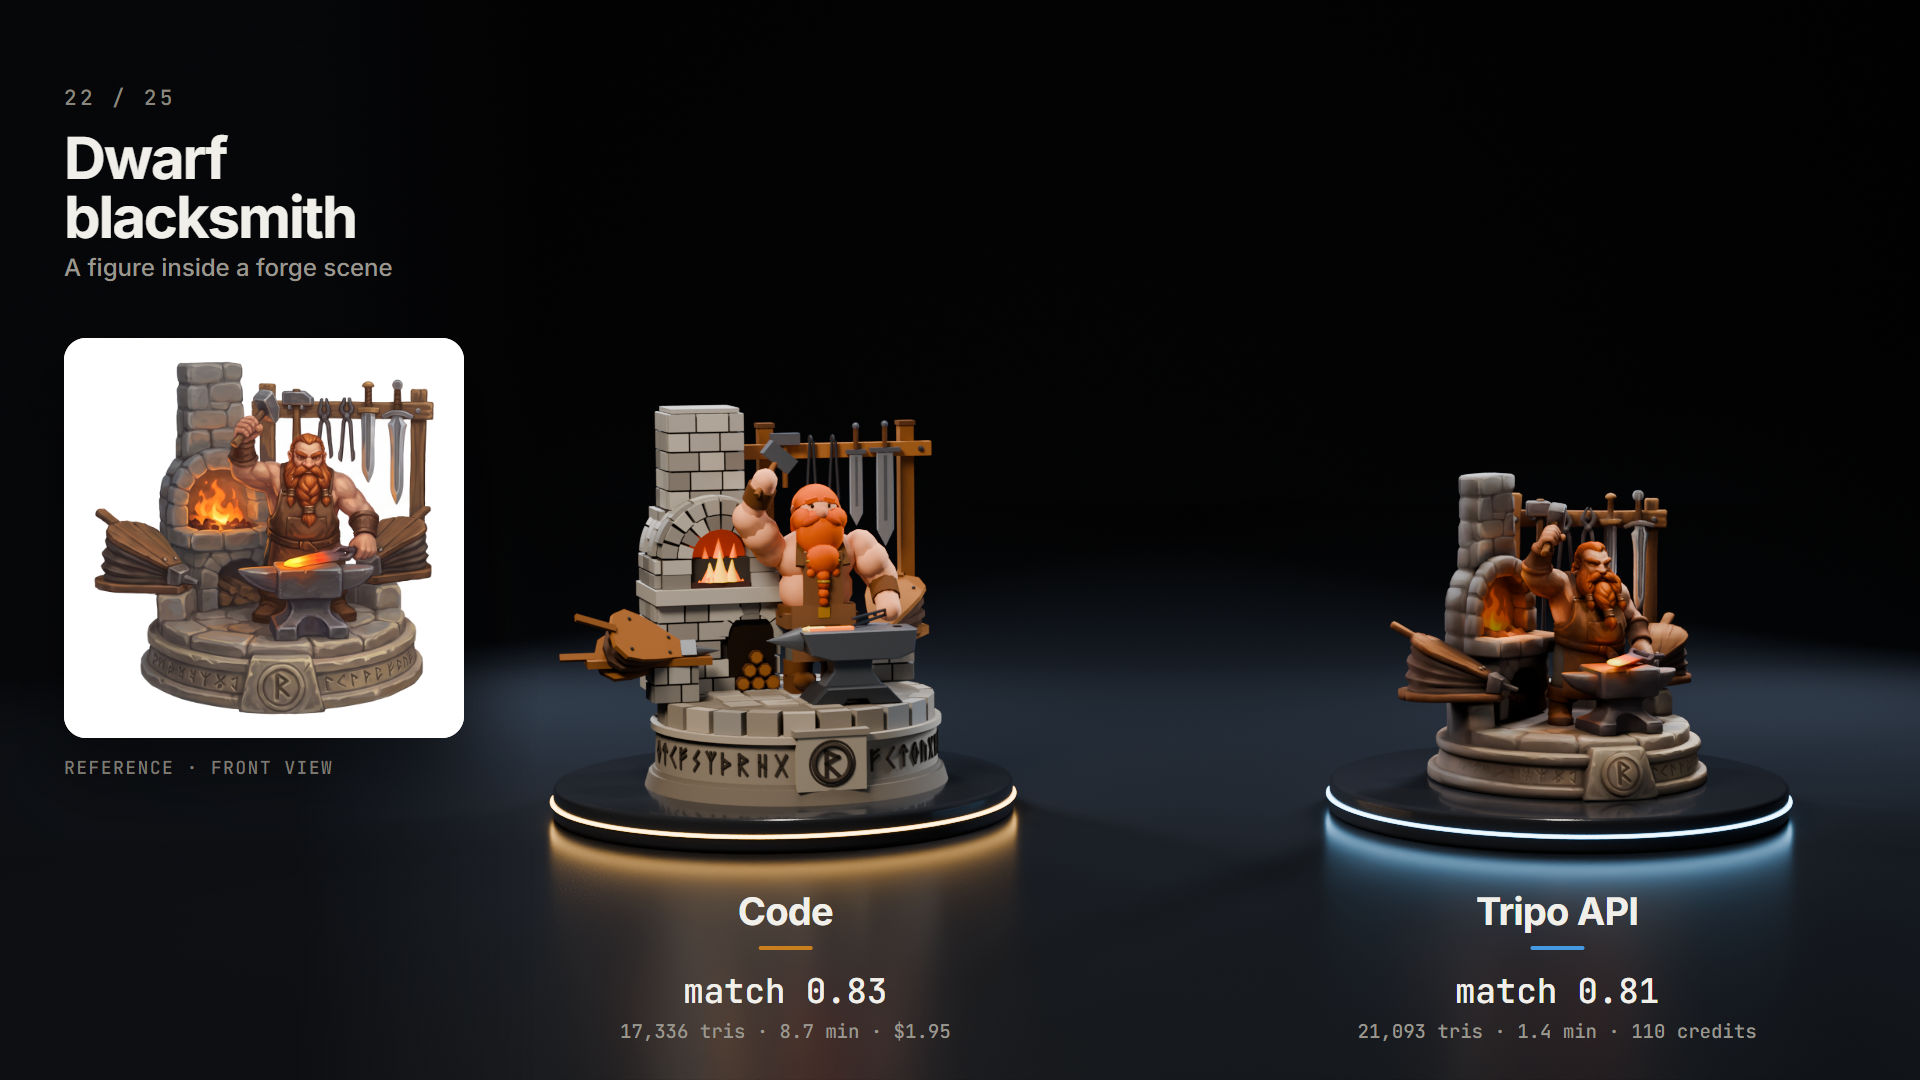 22 / 25
Dwarf
blacksmith
A figure inside a forge scene
REFERENCE · FRONT VIEW
Code
match 0.83
17,336 tris · 8.7 min · $1.95
Tripo API
match 0.81
21,093 tris · 1.4 min · 110 credits